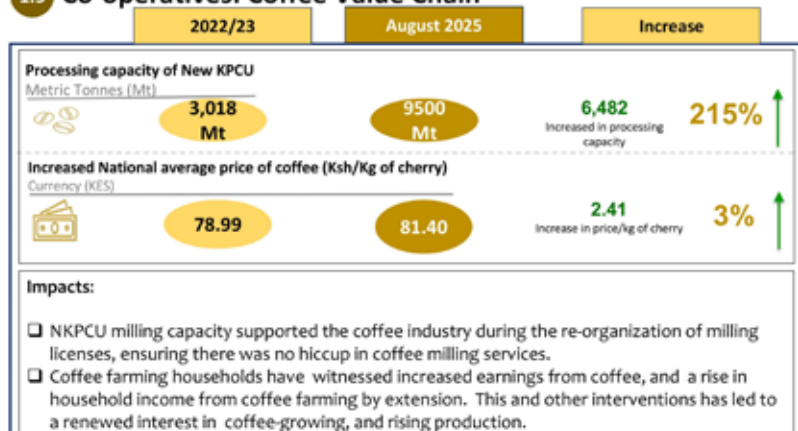 1.5 Co-operatives: Coffee Value Chain
2022/23 August 2025 Increase
Processing capacity of New KPCU
Metric Tonnes (Mt)
3,018 Mt 9500 Mt 6,482 215%
Increased in processing capacity
Increased National average price of coffee (Ksh/Kg of cherry)
Currency (KES)
78.99 81.40 2.41 3%
Increase in price/kg of cherry
Impacts:
❑ NKPCU milling capacity supported the coffee industry during the re-organization of milling
licenses, ensuring there was no hiccup in coffee milling services.
❑ Coffee farming households have witnessed increased earnings from coffee, and a rise in
household income from coffee farming by extension. This and other interventions has led to
a renewed interest in coffee-growing, and rising production.